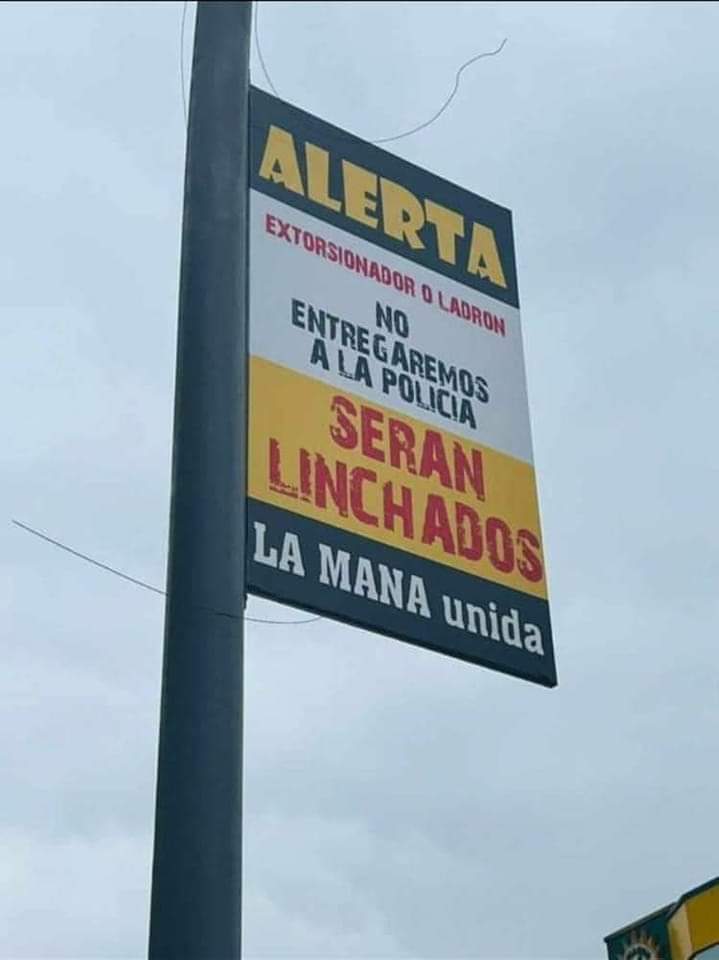 ALERTA
EXTORSIONADOR O LADRON
NO
ENTREGAREMOS
A LA POLICIA
SERAN
LINCHADOS
LA MANA unida